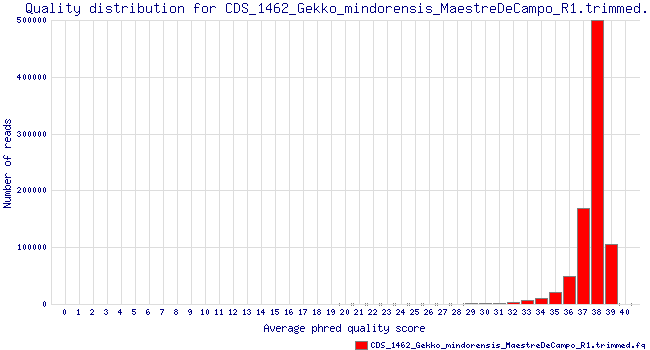 Quality distribution for CDS_1462_Gekko_mindorensis_MaestreDeCampo_R1.trimmed.
500000
400000
300000
200000
100000
0
Number of reads
0 1 2 3 4 5 6 7 8 9 10 11 12 13 14 15 16 17 18 19 20 21 22 23 24 25 26 27 28 29 30 31 32 33 34 35 36 37 38 39 40
Average phred quality score
CDS_1462_Gekko_mindorensis_MaestreDeCampo_R1.trimmed.fq